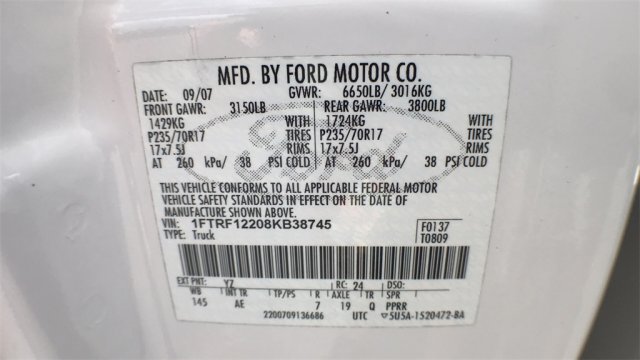 MFD. BY FORD MOTOR CO.
DATE: 09/07 GVWR: 6650LB/ 3016KG
FRONT GAWR: 3150LB REAR GAWR: 3800LB
1429KG WITH 1724KG WITH
P235/70R17 TIRES P235/70R17 TIRES
17x7.5J RIMS 17x7.5J RIMS
AT 260 kPa/ 38 PSI COLD AT 260 kPa/ 38 PSI COLD
Ford
THIS VEHICLE CONFORMS TO ALL APPLICABLE FEDERAL MOTOR
VEHICLE SAFETY STANDARDS IN EFFECT ON THE DATE OF
MANUFACTURE SHOWN ABOVE.
VIN: 1FTRF12208KB38745 F0137
TYPE: Truck T0809
EXT PNT: YZ RC: 24 DSO:
WB INT TR TP/PS R AXLE TR SPR
145 AE 7 19 Q PPRR
2200709136686 UTC 5U5A-1520472-BA